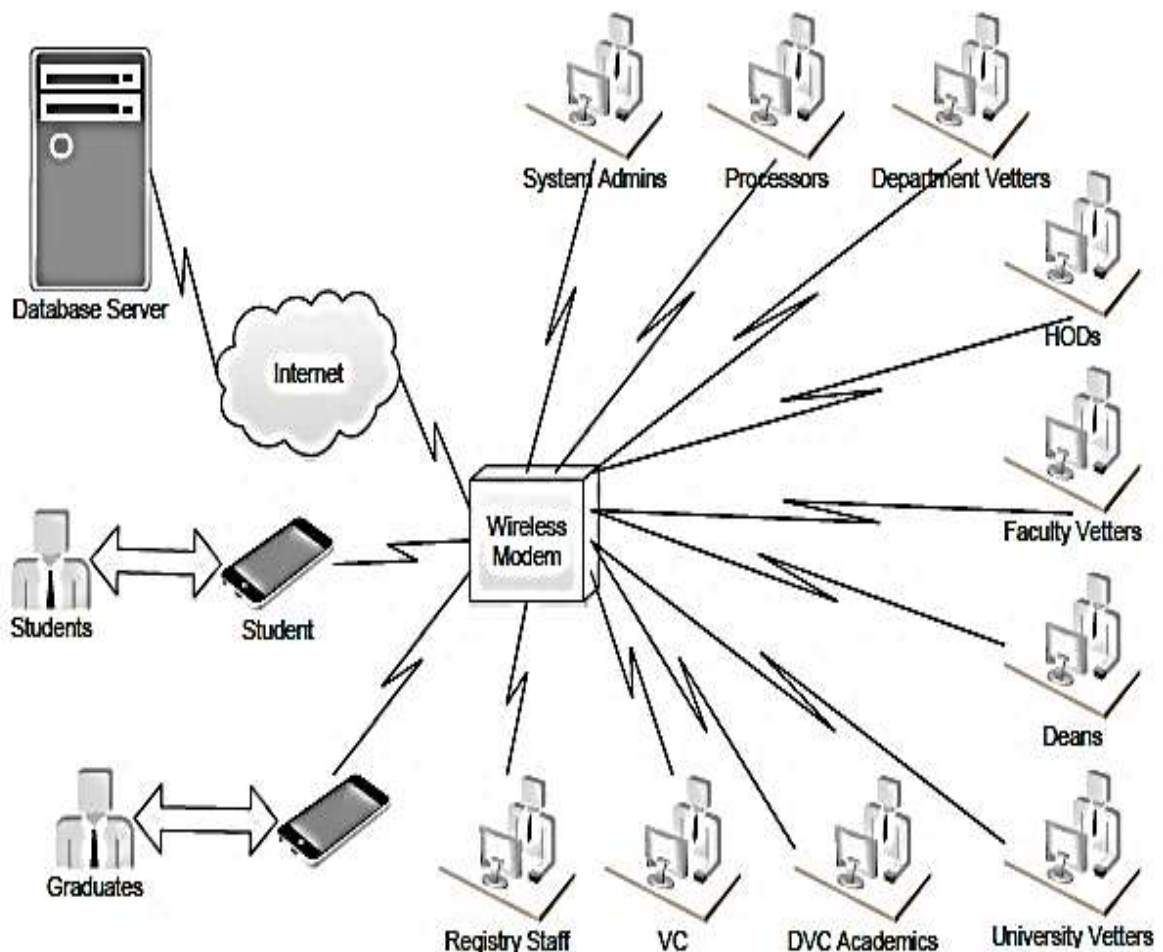 System Admins
Processors
Department Vetters
Database Server
HODs
Internet
Wireless
Modem
Faculty Vetters
Students
Student
Deans
Graduates
Registry Staff
VC
DVC Academics
University Vetters